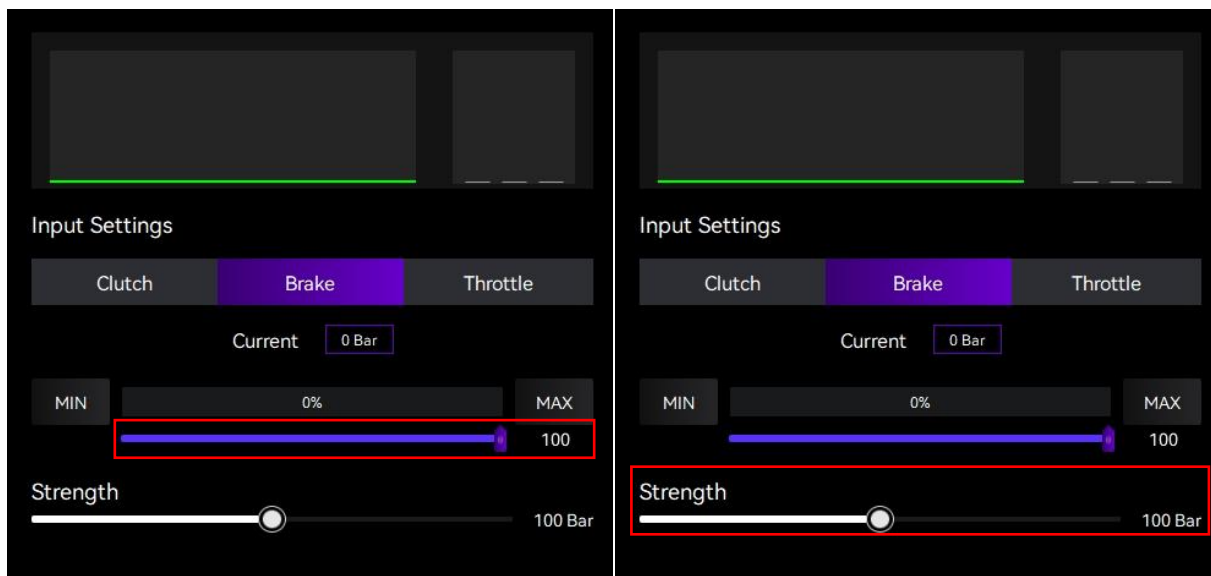 Input Settings
Clutch Brake Throttle
Current 0 Bar
MIN 0% MAX
100
Strength
100 Bar
Input Settings
Clutch Brake Throttle
Current 0 Bar
MIN 0% MAX
100
Strength
100 Bar